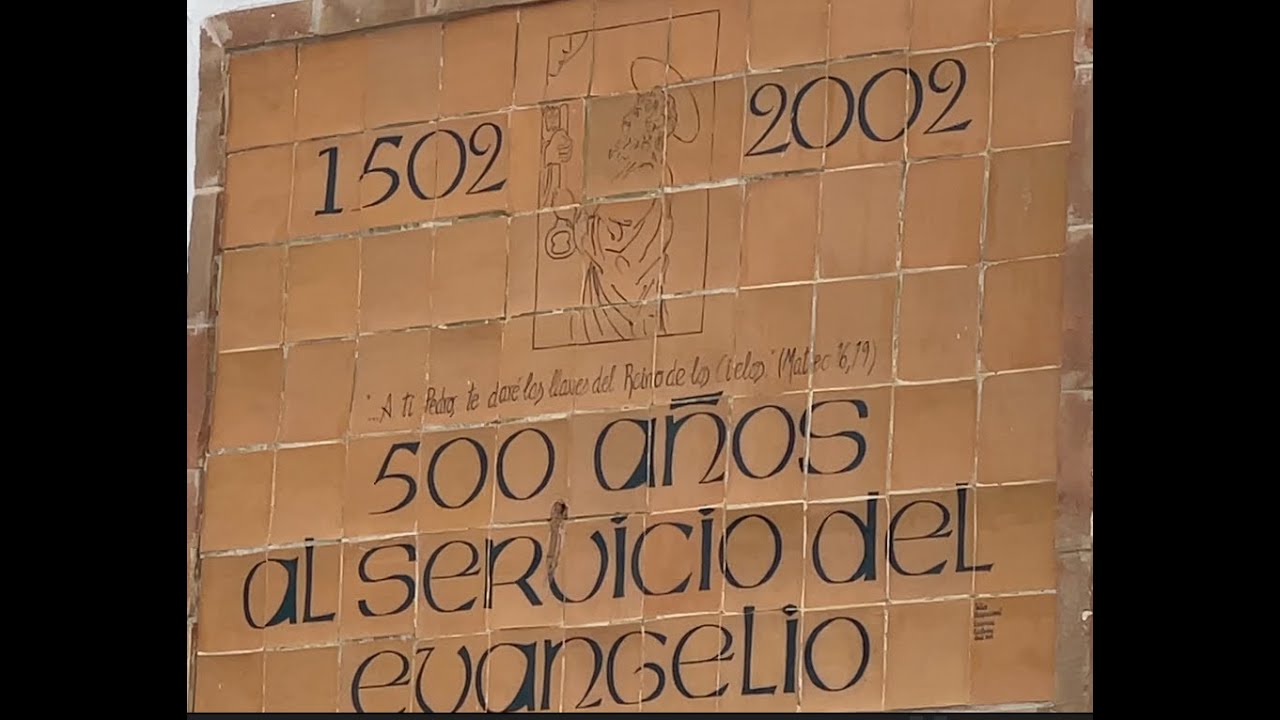 1502 2002
"...A ti Pedro, te daré las llaves del Reino de los Cielos." (Mateo 16,19)
500 años
al servicio del
evangelio